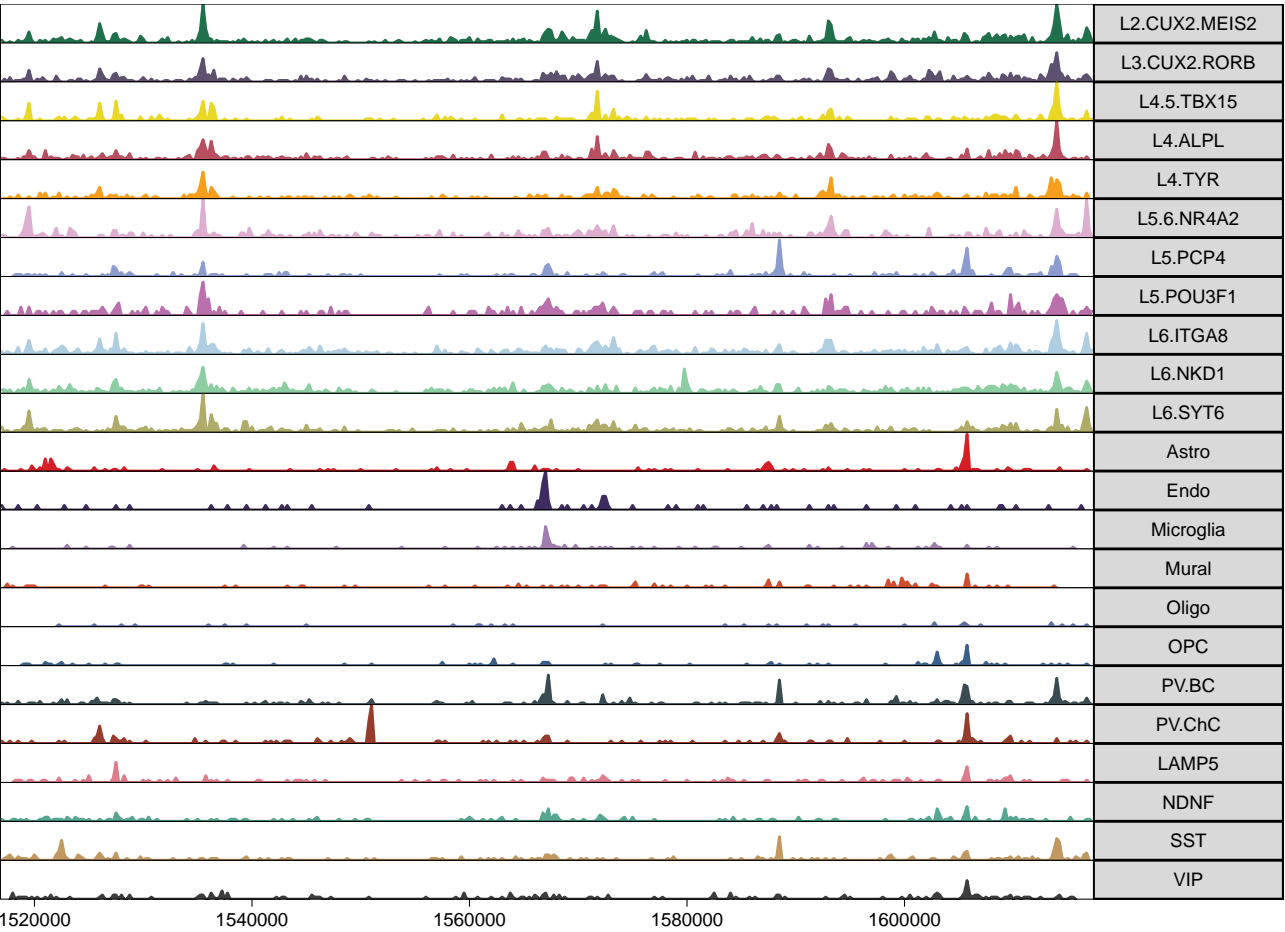 L2.CUX2.MEIS2
L3.CUX2.RORB
L4.5.TBX15
L4.ALPL
L4.TYR
L5.6.NR4A2
L5.PCP4
L5.POU3F1
L6.ITGA8
L6.NKD1
L6.SYT6
Astro
Endo
Microglia
Mural
Oligo
OPC
PV.BC
PV.ChC
LAMP5
NDNF
SST
VIP
1520000 1540000 1560000 1580000 1600000